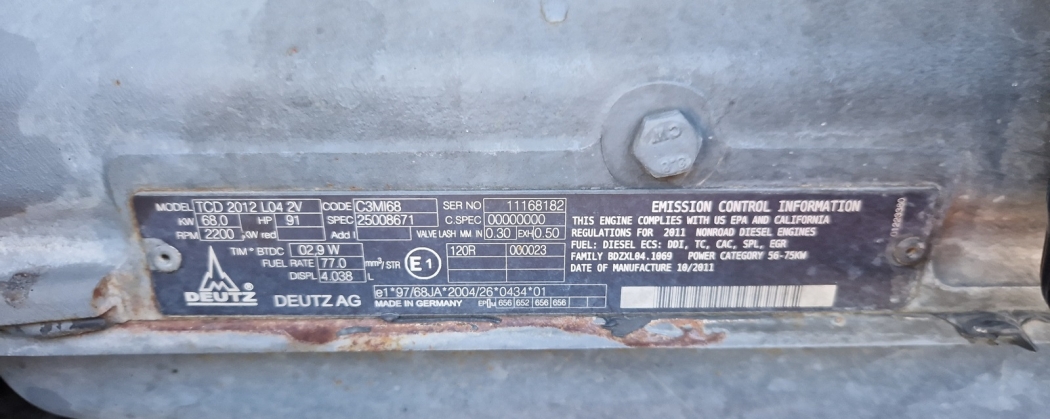 MODEL TCD 2012 L04 2V CODE C3MI68 SER NO 11168182
KW 68.0 HP 91 SPEC 25008671 C.SPEC 00000000
RPM 2200 KW red Add I VALVE LASH MM IN 0.30 EXH 0.50
TIM° BTDC 02,9 W E1 120R 000023
FUEL RATE 77.0 mm³/STR
DISPL 4.038 L
DEUTZ DEUTZ AG
e1*97/68JA*2004/26*0434*01
MADE IN GERMANY EP 656 652 656 656
EMISSION CONTROL INFORMATION
THIS ENGINE COMPLIES WITH US EPA AND CALIFORNIA
REGULATIONS FOR 2011 NONROAD DIESEL ENGINES
FUEL: DIESEL ECS: DDI, TC, CAC, SPL, EGR
FAMILY BDZXL04.1069 POWER CATEGORY 56-75KW
DATE OF MANUFACTURE 10/2011